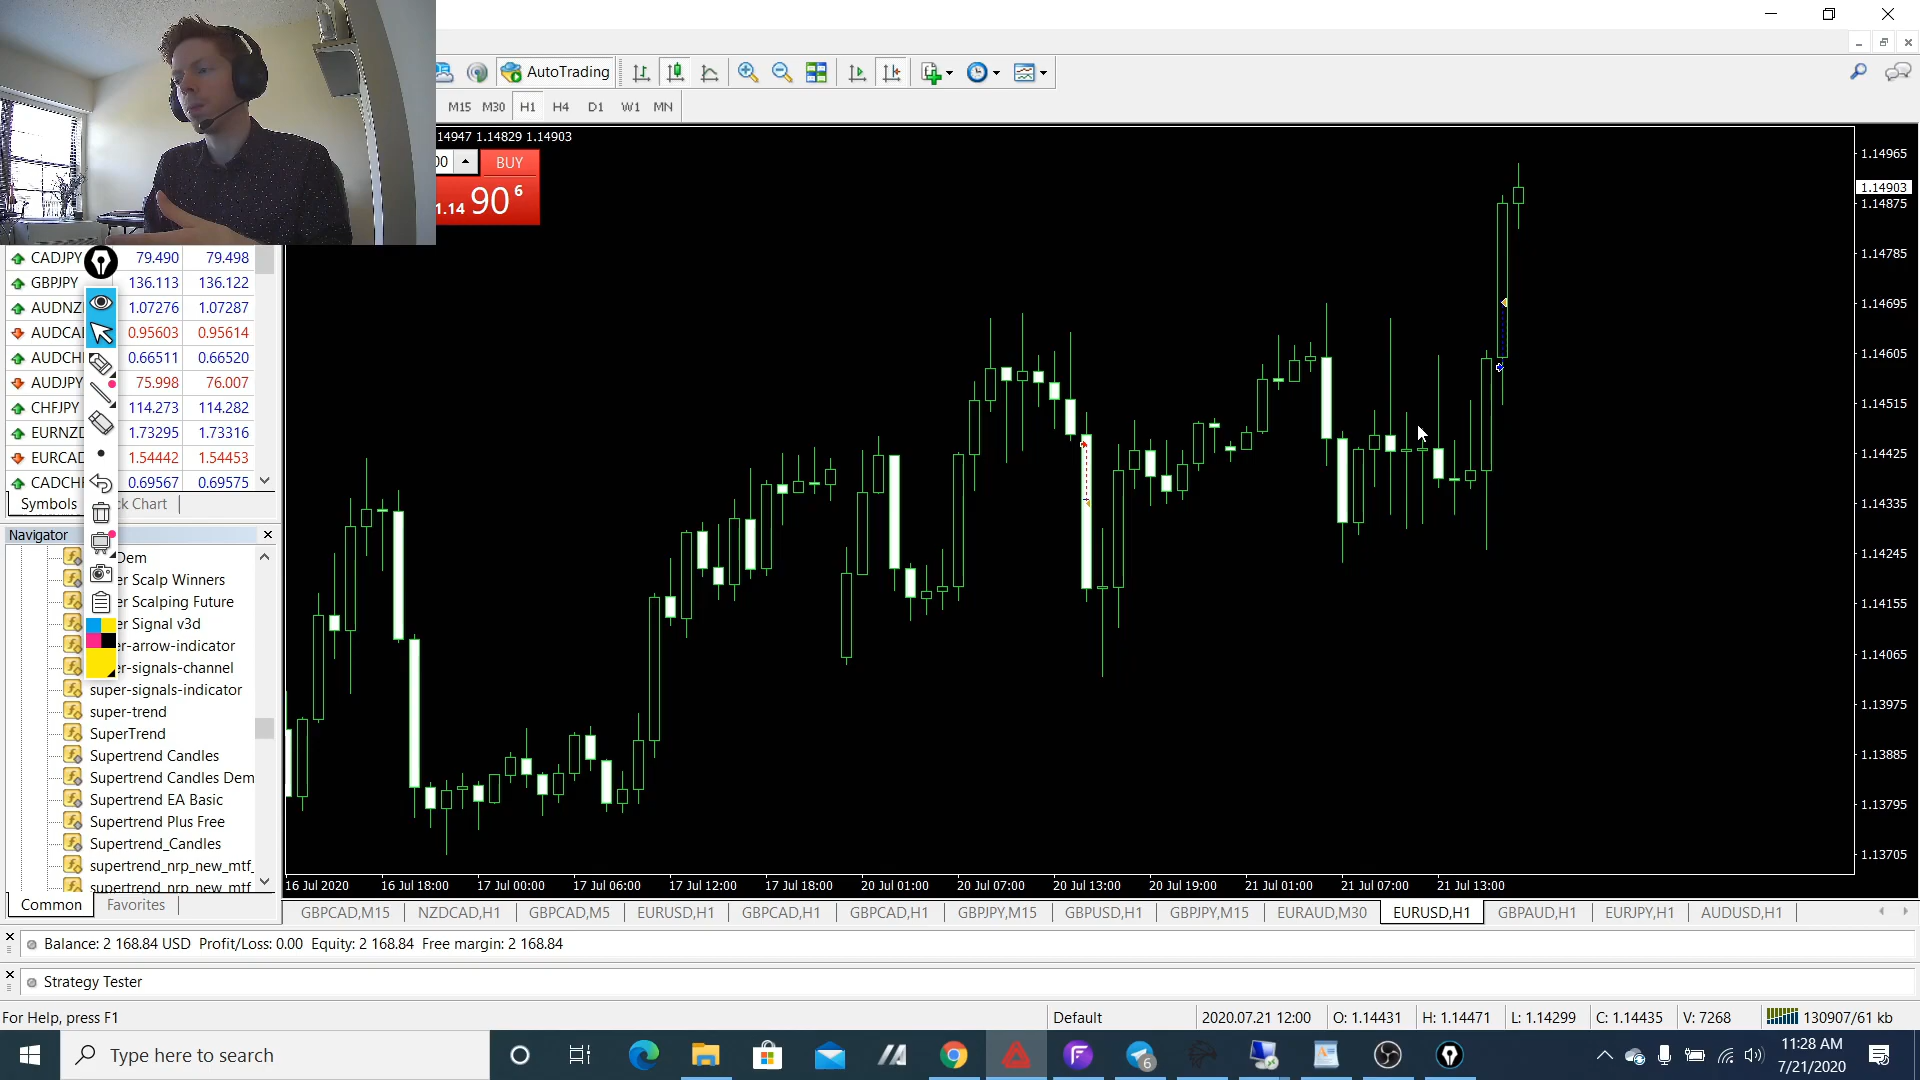 AutoTrading
M15 M30 H1 H4 D1 W1 MN
14947 1.14829 1.14903
00 BUY
1.14 90 6
CADJPY 79.490 79.498
GBPJPY 136.113 136.122
AUDNZ 1.07276 1.07287
AUDCA 0.95603 0.95614
AUDCH 0.66511 0.66520
AUDJPY 75.998 76.007
CHFJPY 114.273 114.282
EURNZD 1.73295 1.73316
EURCAD 1.54442 1.54453
CADCHF 0.69567 0.69575
Symbols ck Chart
Navigator
Dem
er Scalp Winners
er Scalping Future
er Signal v3d
er-arrow-indicator
er-signals-channel
super-signals-indicator
super-trend
SuperTrend
Supertrend Candles
Supertrend Candles Dem
Supertrend EA Basic
Supertrend Plus Free
Supertrend_Candles
supertrend_nrp_new_mtf_
supertrend_nrp_new_mtf
Common Favorites
1.14965
1.14903
1.14875
1.14785
1.14695
1.14605
1.14515
1.14425
1.14335
1.14245
1.14155
1.14065
1.13975
1.13885
1.13795
1.13705
16 Jul 2020 16 Jul 18:00 17 Jul 00:00 17 Jul 06:00 17 Jul 12:00 17 Jul 18:00 20 Jul 01:00 20 Jul 07:00 20 Jul 13:00 20 Jul 19:00 21 Jul 01:00 21 Jul 07:00 21 Jul 13:00
GBPCAD,M15 NZDCAD,H1 GBPCAD,M5 EURUSD,H1 GBPCAD,H1 GBPCAD,H1 GBPJPY,M15 GBPUSD,H1 GBPJPY,M15 EURAUD,M30 EURUSD,H1 GBPAUD,H1 EURJPY,H1 AUDUSD,H1
Balance: 2 168.84 USD Profit/Loss: 0.00 Equity: 2 168.84 Free margin: 2 168.84
Strategy Tester
For Help, press F1 Default 2020.07.21 12:00 O: 1.14431 H: 1.14471 L: 1.14299 C: 1.14435 V: 7268 130907/61 kb
Type here to search
6
11:28 AM
7/21/2020